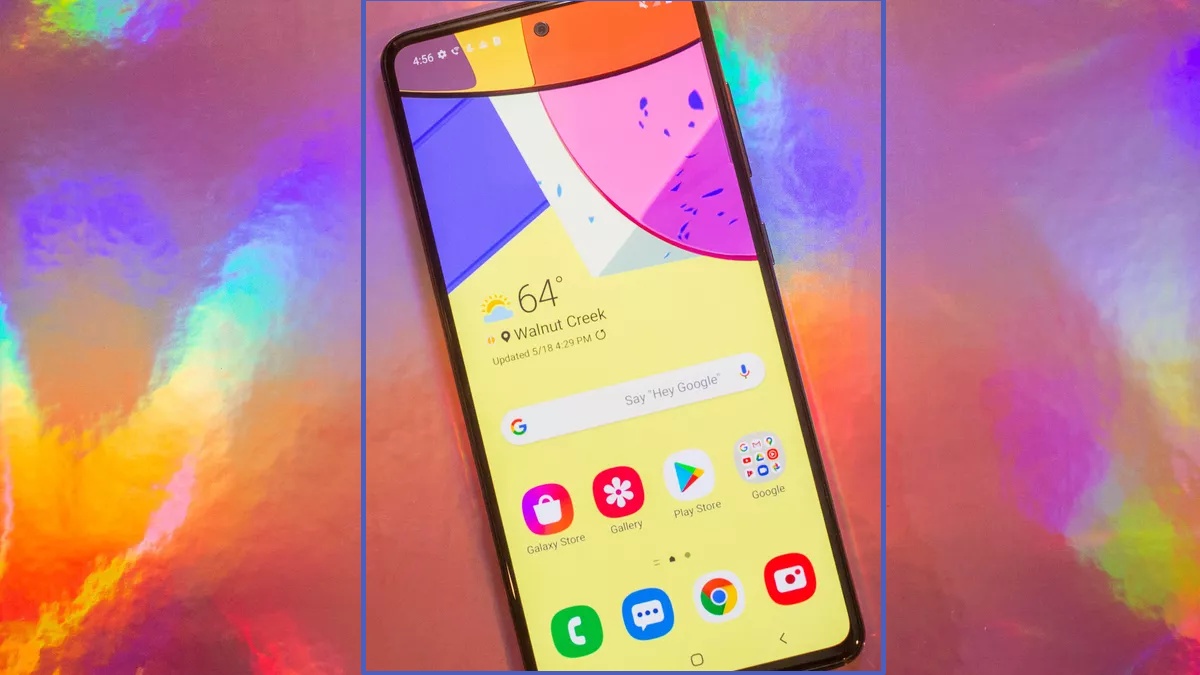 4:56
64°
Walnut Creek
Updated 5/18 4:29 PM
Say "Hey Google"
Galaxy Store
Gallery
Play Store
Google